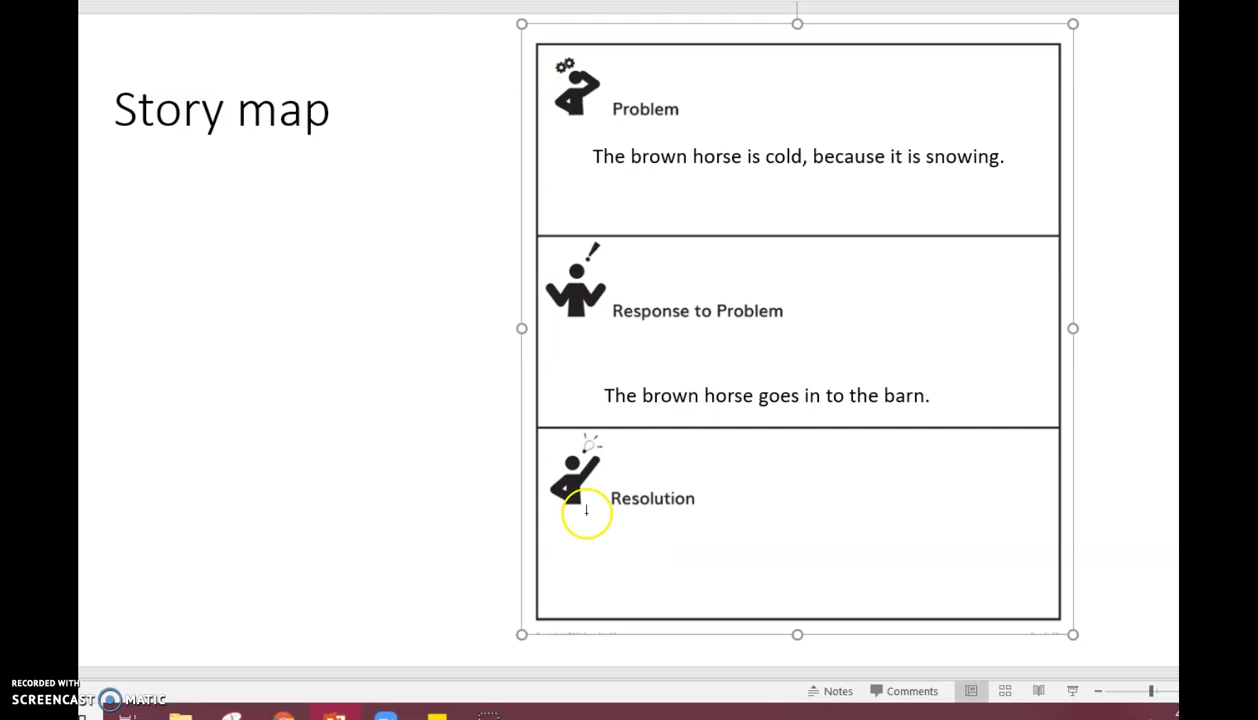 Story map
Problem
The brown horse is cold, because it is snowing.
Response to Problem
The brown horse goes in to the barn.
Resolution
Notes
Comments
RECORDED WITH
SCREENCAST MATIC